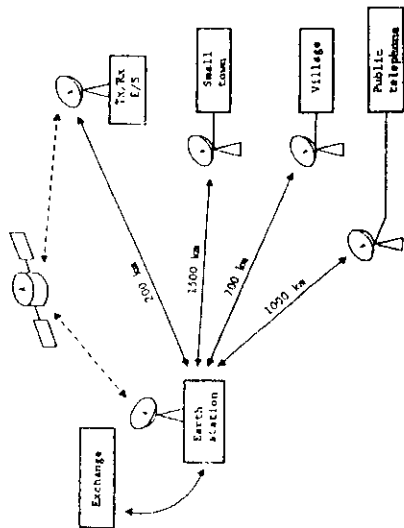 Exchange
Earth
station
Tx/Rx
E/S
200 km
Small
town
1500 km
Village
700 km
Public
telephone
1000 km